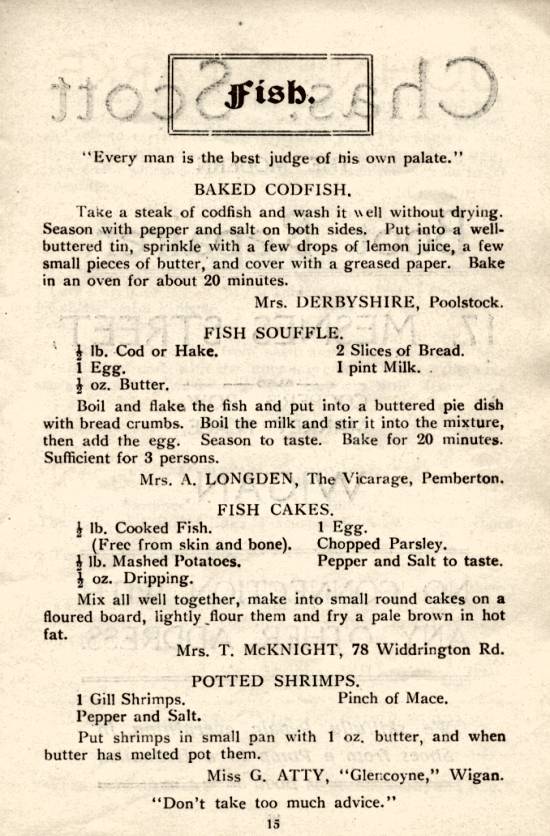 Fish.
"Every man is the best judge of his own palate."
BAKED CODFISH.
Take a steak of codfish and wash it well without drying.
Season with pepper and salt on both sides. Put into a well-
buttered tin, sprinkle with a few drops of lemon juice, a few
small pieces of butter, and cover with a greased paper. Bake
in an oven for about 20 minutes.
Mrs. DERBYSHIRE, Poolstock.
FISH SOUFFLE.
½ lb. Cod or Hake. 2 Slices of Bread.
1 Egg. 1 pint Milk.
½ oz. Butter.
Boil and flake the fish and put into a buttered pie dish
with bread crumbs. Boil the milk and stir it into the mixture,
then add the egg. Season to taste. Bake for 20 minutes.
Sufficient for 3 persons.
Mrs. A. LONGDEN, The Vicarage, Pemberton.
FISH CAKES.
½ lb. Cooked Fish. 1 Egg.
(Free from skin and bone). Chopped Parsley.
½ lb. Mashed Potatoes. Pepper and Salt to taste.
½ oz. Dripping.
Mix all well together, make into small round cakes on a
floured board, lightly flour them and fry a pale brown in hot
fat.
Mrs. T. McKNIGHT, 78 Widdrington Rd.
POTTED SHRIMPS.
1 Gill Shrimps. Pinch of Mace.
Pepper and Salt.
Put shrimps in small pan with 1 oz. butter, and when
butter has melted pot them.
Miss G. ATTY, "Glencoyne," Wigan.
"Don't take too much advice."
15